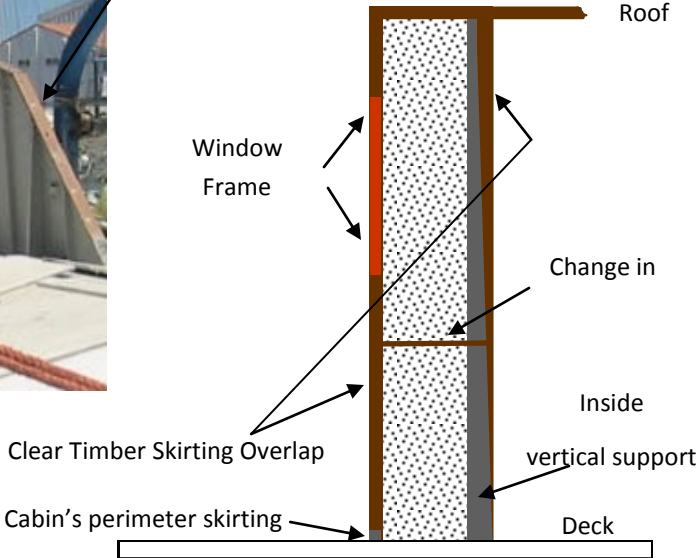 Roof
Window
Frame
Change in
Inside
Clear Timber Skirting Overlap
vertical support
Cabin's perimeter skirting
Deck